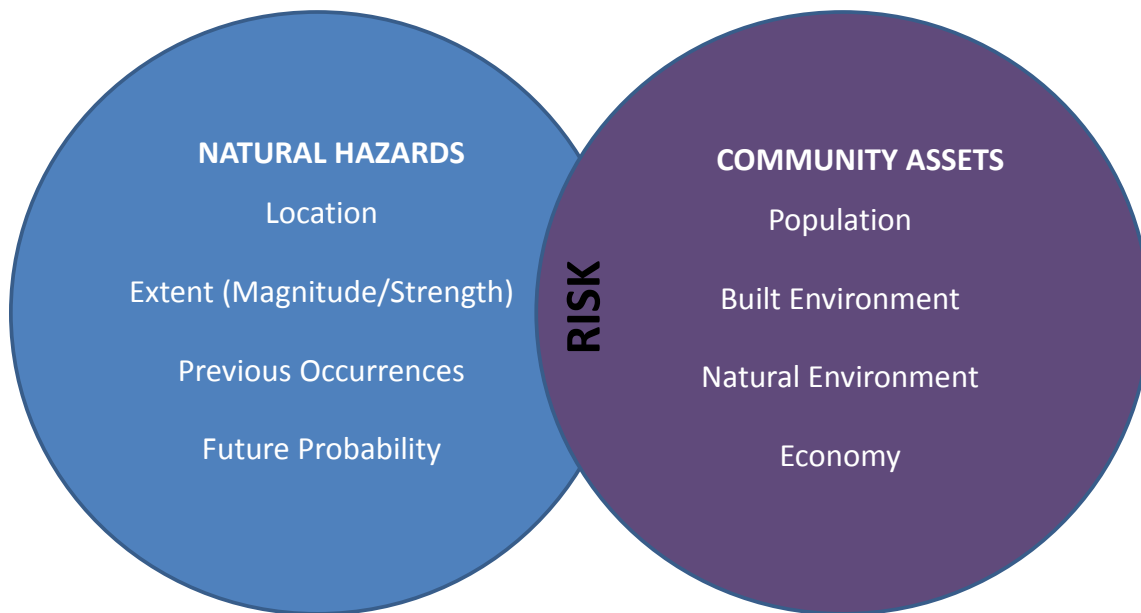 NATURAL HAZARDS
Location
Extent (Magnitude/Strength)
Previous Occurrences
Future Probability
RISK
COMMUNITY ASSETS
Population
Built Environment
Natural Environment
Economy